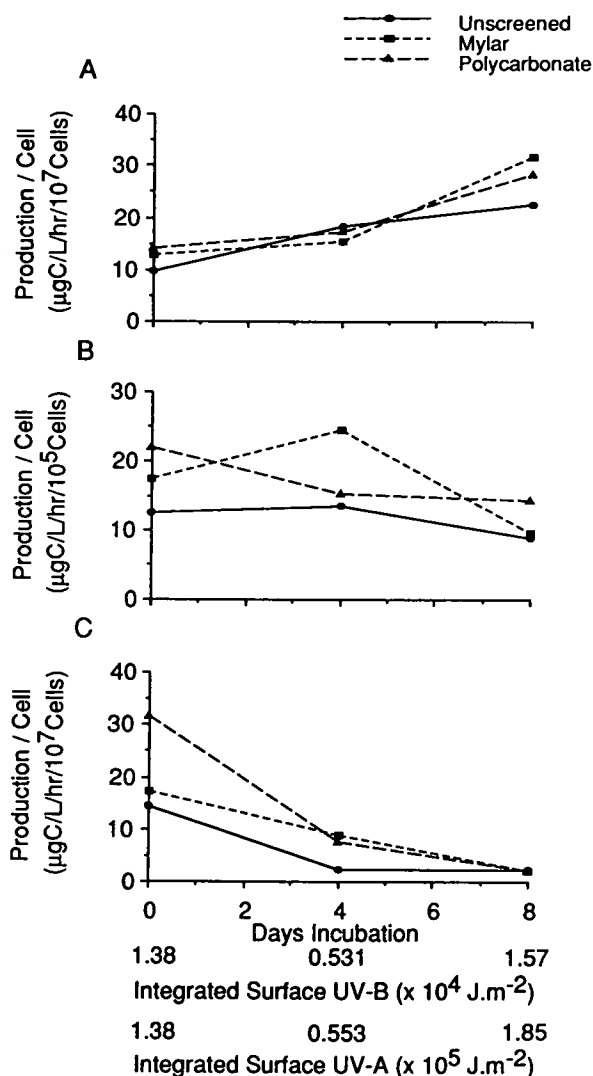 Unscreened
Mylar
Polycarbonate
A
Production / Cell
(µgC/L/hr/10⁷Cells)
40
30
20
10
0
B
Production / Cell
(µgC/L/hr/10⁵Cells)
30
20
10
0
C
Production / Cell
(µgC/L/hr/10⁷Cells)
40
30
20
10
0
0 2 4 6 8
Days Incubation
1.38 0.531 1.57
Integrated Surface UV-B (x 10⁴ J.m⁻²)
1.38 0.553 1.85
Integrated Surface UV-A (x 10⁵ J.m⁻²)